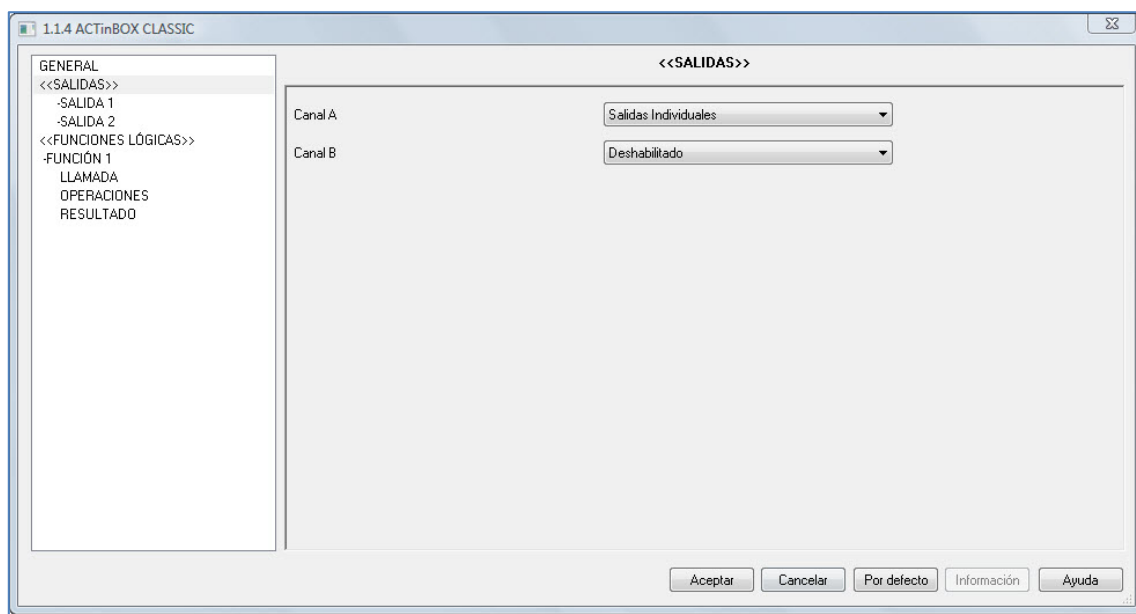 1.1.4 ACTinBOX CLASSIC
GENERAL
<<SALIDAS>>
-SALIDA 1
-SALIDA 2
<<FUNCIONES LÓGICAS>>
-FUNCIÓN 1
LLAMADA
OPERACIONES
RESULTADO
<<SALIDAS>>
Canal A Salidas Individuales
Canal B Deshabilitado
Aceptar Cancelar Por defecto Información Ayuda